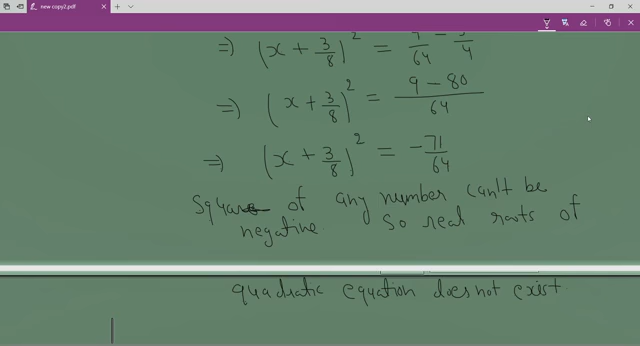 new copy2.pdf
⇒ (x + 3/8)² = 9/64 − 5/4
⇒ (x + 3/8)² = (9 − 80)/64
⇒ (x + 3/8)² = −71/64
Square of any number can't be
negative. So real roots of
quadratic equation does not exist.